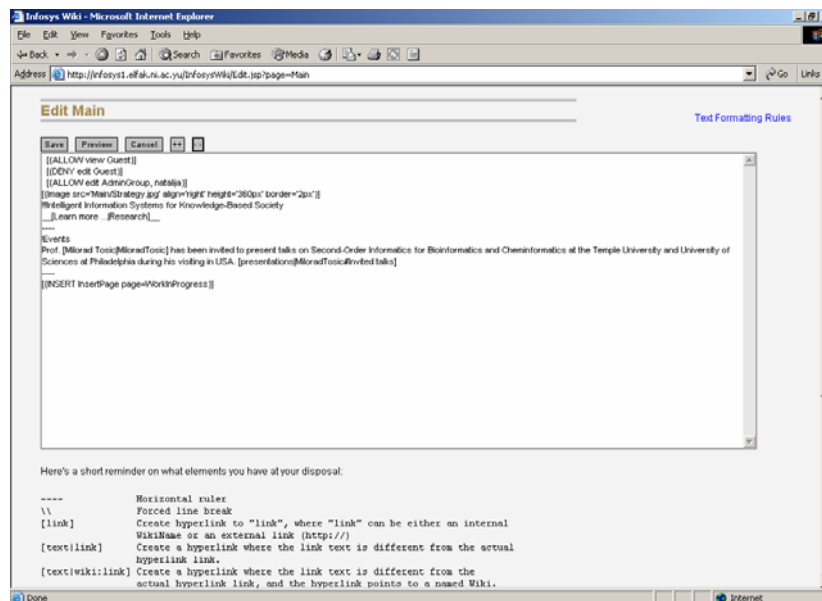 Infosys Wiki - Microsoft Internet Explorer
File Edit View Favorites Tools Help
Back Search Favorites Media
Address http://infosys1.elfak.ni.ac.yu/InfosysWiki/Edit.jsp?page=Main Go Links
Edit Main
Text Formatting Rules
Save Preview Cancel ++ --
[{ALLOW view Guest}]
[{DENY edit Guest}]
[{ALLOW edit AdminGroup, natalija}]
[{Image src='Main/Strategy.jpg' align='right' height='360px' border='2px'}]
!!!Intelligent Information Systems for Knowledge-Based Society
__[Learn more ...|Research]__
----
!Events
Prof. [Milorad Tosic|MiloradTosic] has been invited to present talks on Second-Order Informatics for Bioinformatics and Cheminformatics at the Temple University and University of
Sciences at Philadelphia during his visiting in USA. [presentations|MiloradTosic#Invited talks]
----
[{INSERT InsertPage page=WorkInProgress}]
Here's a short reminder on what elements you have at your disposal:
---- Horizontal ruler
\\ Forced line break
[link] Create hyperlink to "link", where "link" can be either an internal
WikiName or an external link (http://)
[text|link] Create a hyperlink where the link text is different from the actual
hyperlink link.
[text|wiki:link] Create a hyperlink where the link text is different from the
actual hyperlink link, and the hyperlink points to a named Wiki.
Done Internet